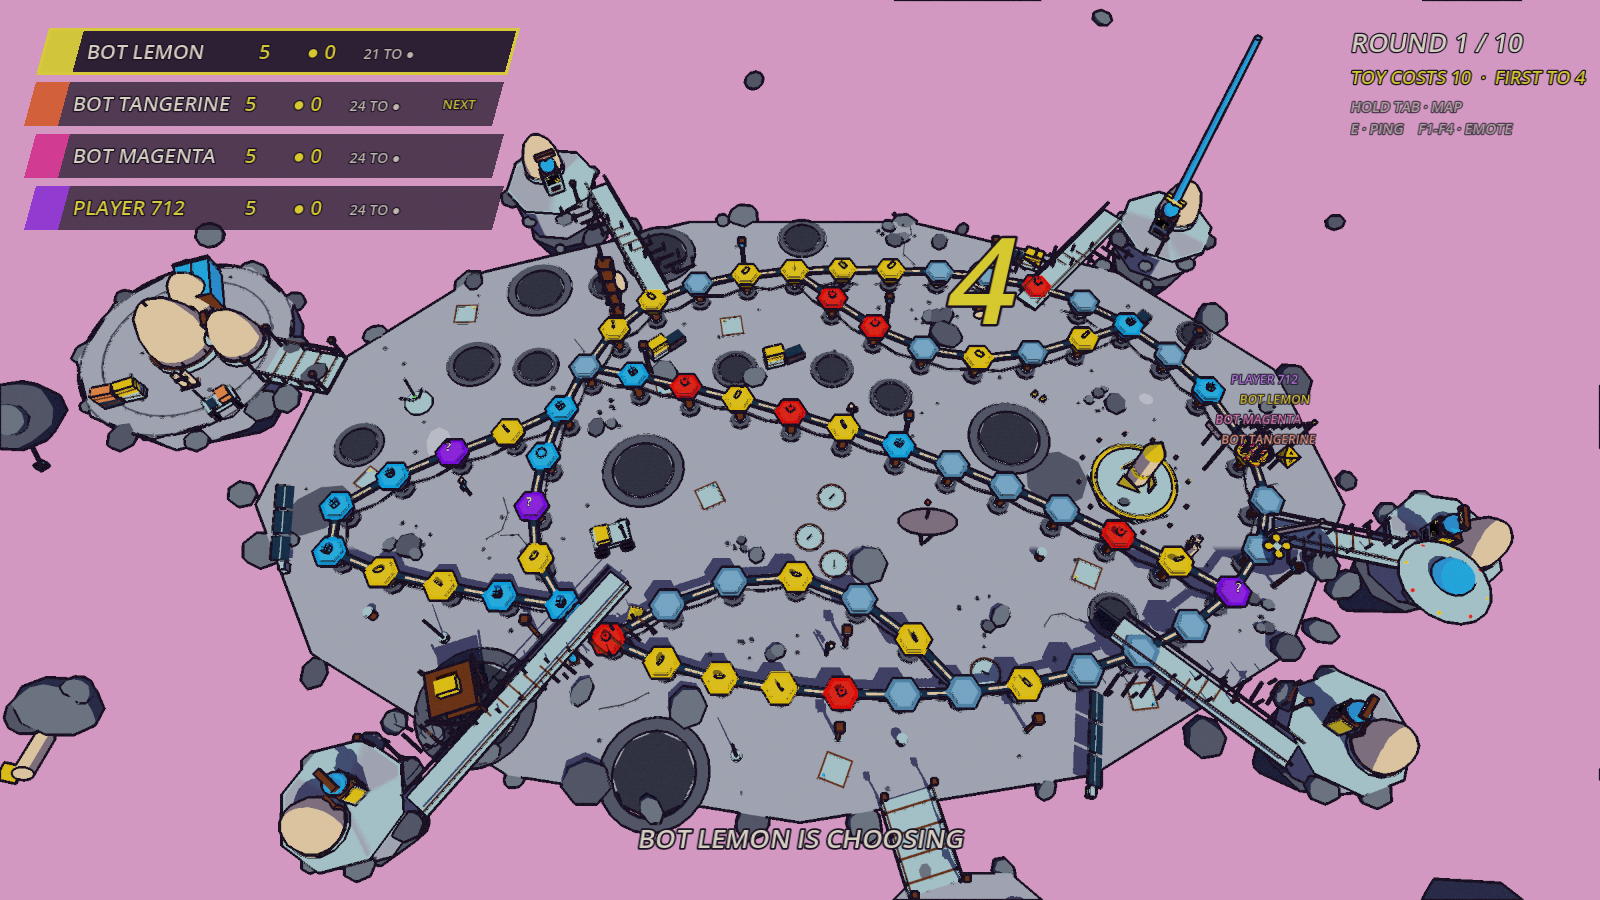 BOT LEMON 5 ● 0 21 TO ●
BOT TANGERINE 5 ● 0 24 TO ● NEXT
BOT MAGENTA 5 ● 0 24 TO ●
PLAYER 712 5 ● 0 24 TO ●
ROUND 1 / 10
TOY COSTS 10 · FIRST TO 4
HOLD TAB · MAP
E · PING F1-F4 · EMOTE
4
PLAYER 712
BOT LEMON
BOT MAGENTA
BOT TANGERINE
?
?
?
BOT LEMON IS CHOOSING